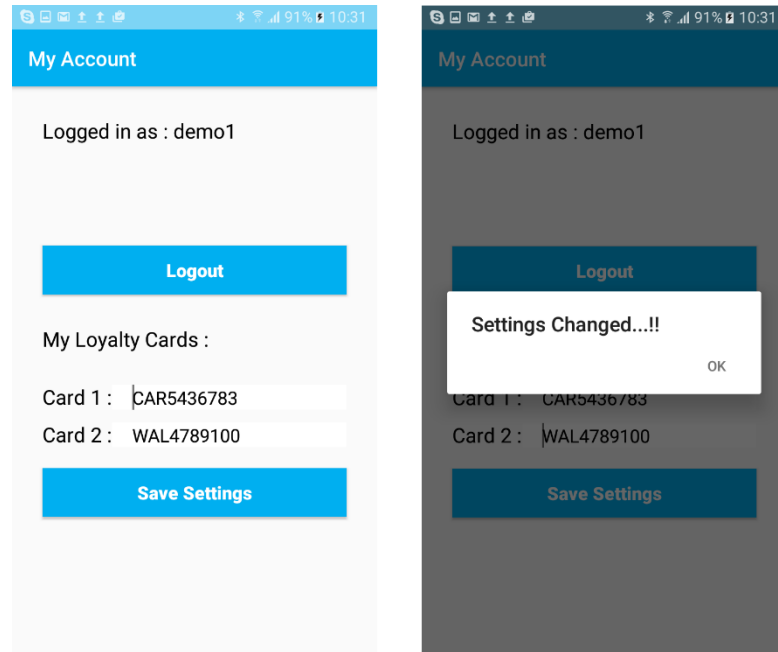 91% 10:31
My Account
Logged in as : demo1
Logout
My Loyalty Cards :
Card 1 : CAR5436783
Card 2 : WAL4789100
Save Settings
91% 10:31
My Account
Logged in as : demo1
Logout
Settings Changed...!!
OK
Card 1 : CAR5436783
Card 2 : WAL4789100
Save Settings